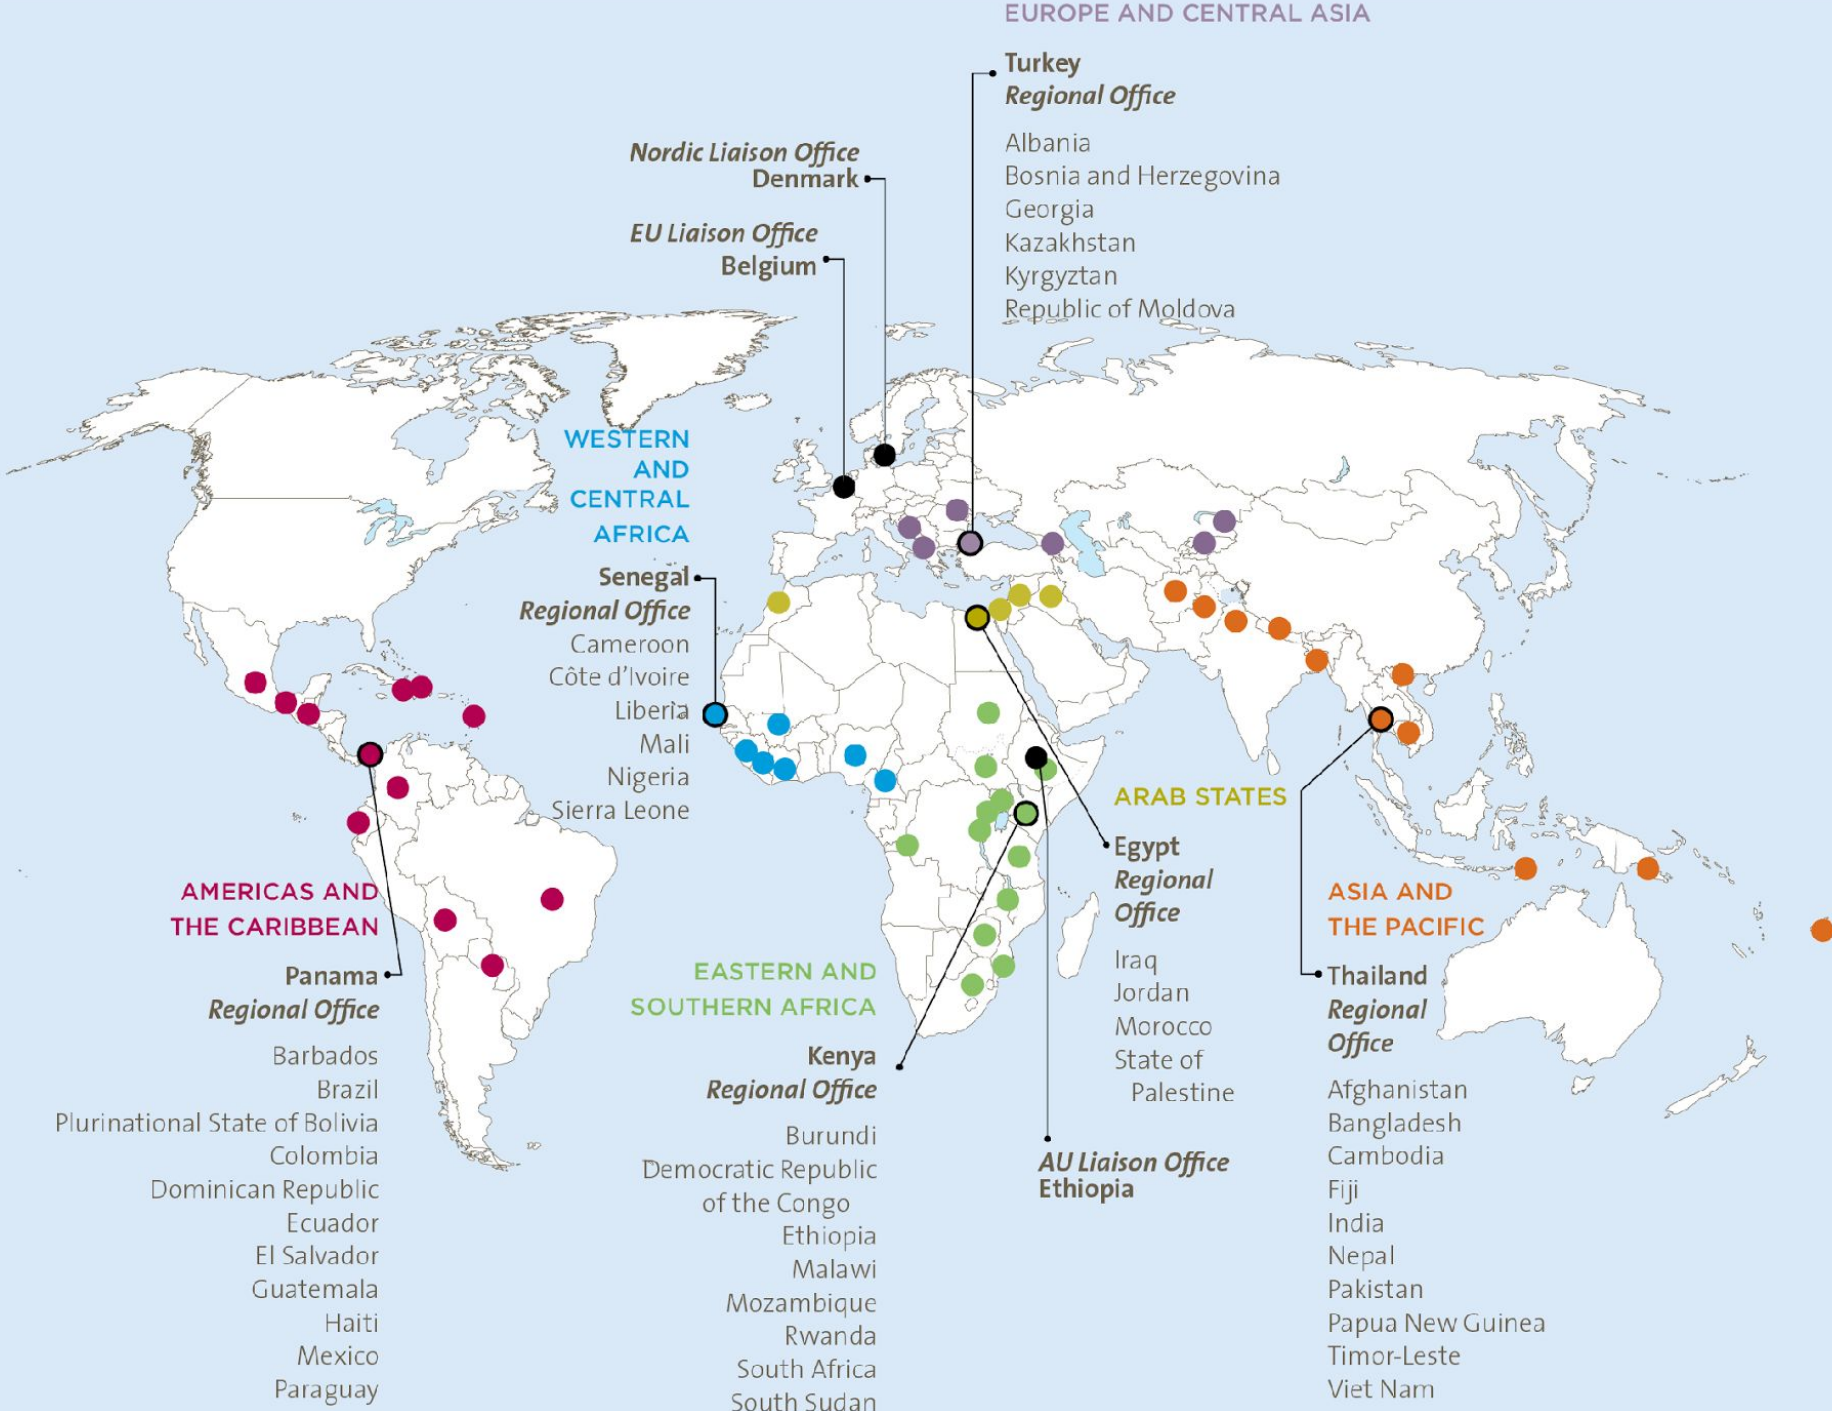 EUROPE AND CENTRAL ASIA
Turkey
Regional Office
Albania
Bosnia and Herzegovina
Georgia
Kazakhstan
Kyrgyztan
Republic of Moldova
Nordic Liaison Office
Denmark
EU Liaison Office
Belgium
WESTERN
AND
CENTRAL
AFRICA
Senegal
Regional Office
Cameroon
Côte d'Ivoire
Liberia
Mali
Nigeria
Sierra Leone
AMERICAS AND
THE CARIBBEAN
Panama
Regional Office
Barbados
Brazil
Plurinational State of Bolivia
Colombia
Dominican Republic
Ecuador
El Salvador
Guatemala
Haiti
Mexico
Paraguay
EASTERN AND
SOUTHERN AFRICA
Kenya
Regional Office
Burundi
Democratic Republic
of the Congo
Ethiopia
Malawi
Mozambique
Rwanda
South Africa
South Sudan
ARAB STATES
Egypt
Regional
Office
Iraq
Jordan
Morocco
State of
Palestine
AU Liaison Office
Ethiopia
ASIA AND
THE PACIFIC
Thailand
Regional
Office
Afghanistan
Bangladesh
Cambodia
Fiji
India
Nepal
Pakistan
Papua New Guinea
Timor-Leste
Viet Nam